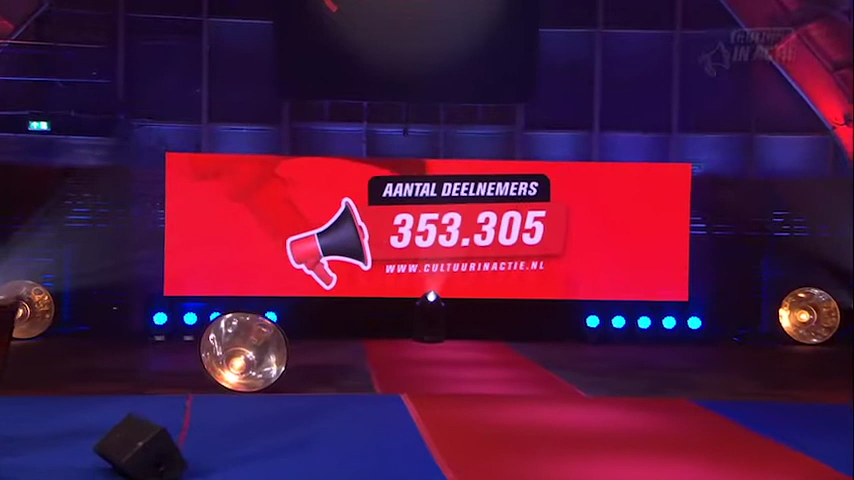 CULTUUR
IN ACTIE
AANTAL DEELNEMERS
353.305
WWW.CULTUURINACTIE.NL